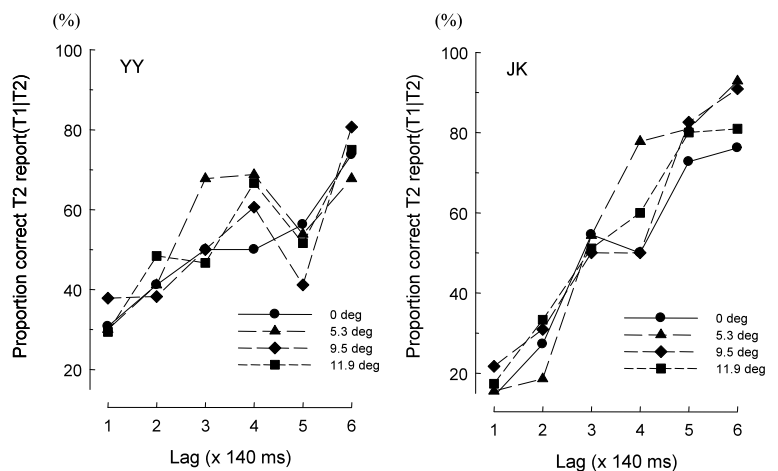 (%)
100
80
60
40
20
Proportion correct T2 report(T1|T2)
YY
0 deg
5.3 deg
9.5 deg
11.9 deg
1 2 3 4 5 6
Lag (x 140 ms)
(%)
100
80
60
40
20
Proportion correct T2 report(T1|T2)
JK
0 deg
5.3 deg
9.5 deg
11.9 deg
1 2 3 4 5 6
Lag (x 140 ms)